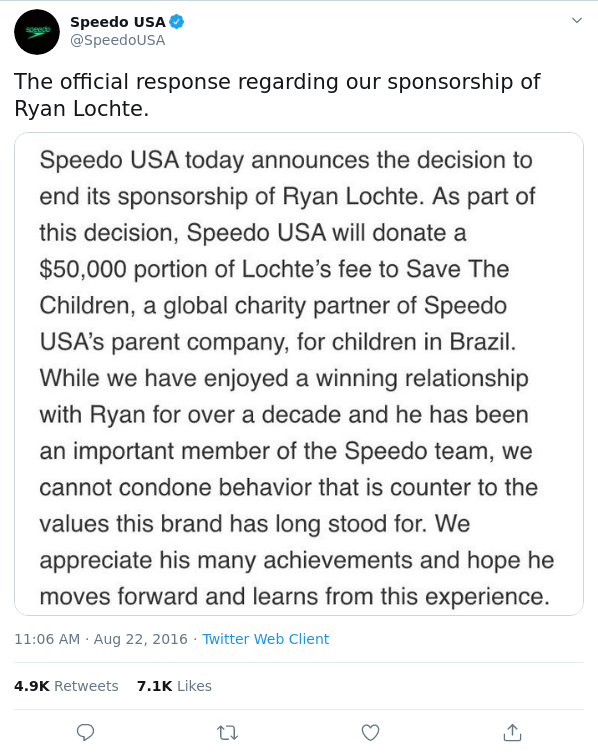 speedo
Speedo USA
@SpeedoUSA
The official response regarding our sponsorship of
Ryan Lochte.
Speedo USA today announces the decision to
end its sponsorship of Ryan Lochte. As part of
this decision, Speedo USA will donate a
$50,000 portion of Lochte’s fee to Save The
Children, a global charity partner of Speedo
USA’s parent company, for children in Brazil.
While we have enjoyed a winning relationship
with Ryan for over a decade and he has been
an important member of the Speedo team, we
cannot condone behavior that is counter to the
values this brand has long stood for. We
appreciate his many achievements and hope he
moves forward and learns from this experience.
11:06 AM · Aug 22, 2016 · Twitter Web Client
4.9K Retweets 7.1K Likes